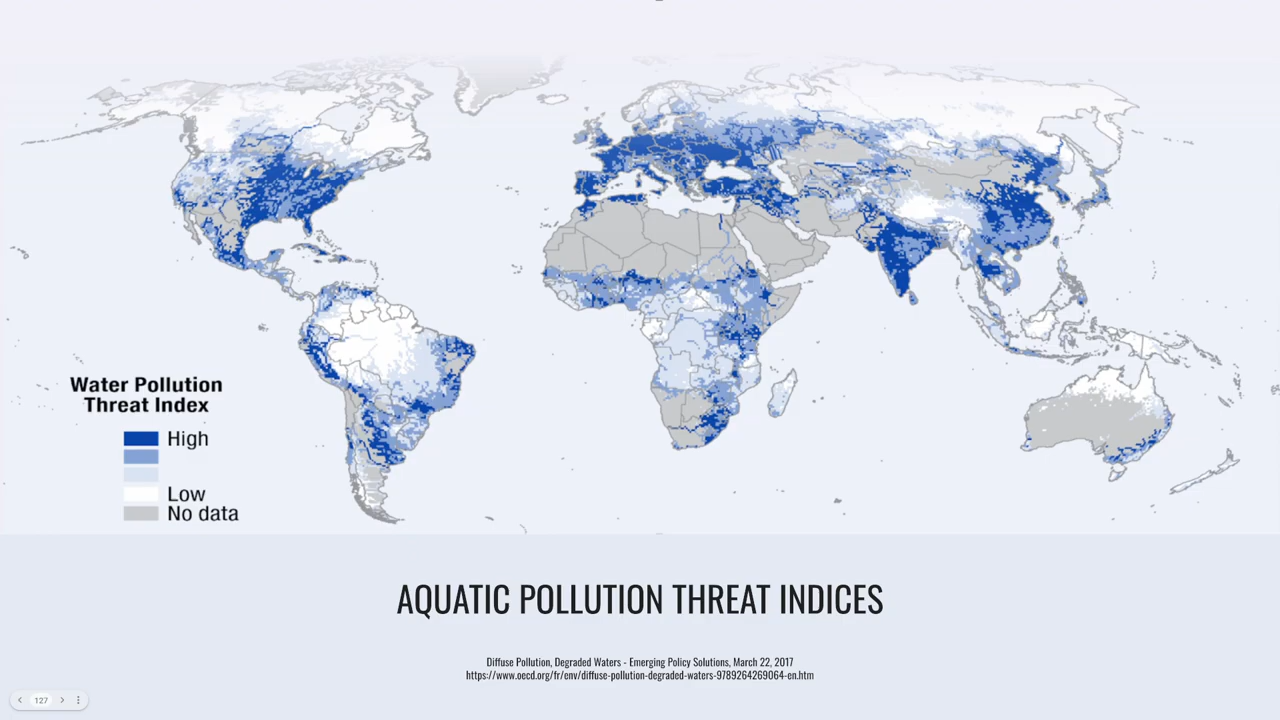 Water Pollution
Threat Index
High
Low
No data
AQUATIC POLLUTION THREAT INDICES
Diffuse Pollution, Degraded Waters - Emerging Policy Solutions, March 22, 2017
https://www.oecd.org/fr/env/diffuse-pollution-degraded-waters-9789264269064-en.htm
127